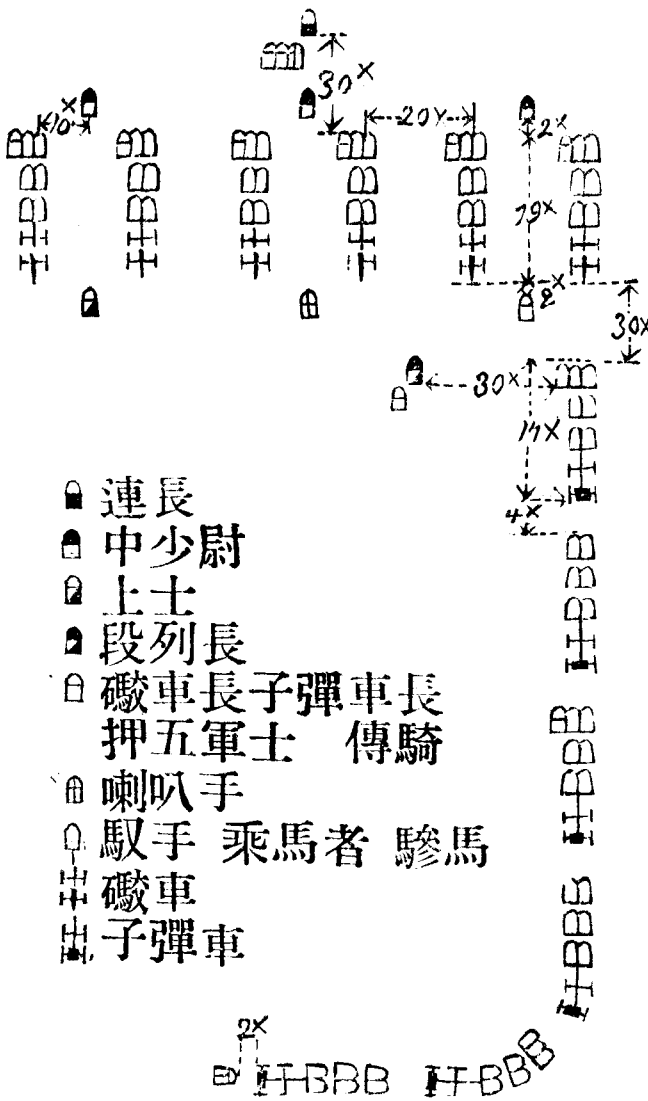 30×
10×
20×
2×
19×
2×
30×
30×
14×
4×
連長
中少尉
上士
段列長
礮車長子彈車長
押五軍士 傳騎
喇叭手
馭手 乘馬者 驂馬
礮車
子彈車
2×